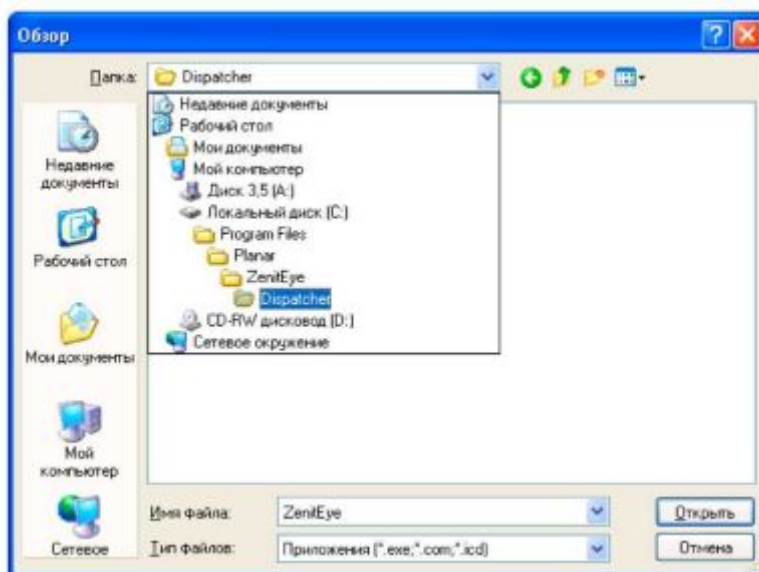 Обзор
Папка:
Dispatcher
Недавние документы
Рабочий стол
Мои документы
Мой компьютер
Диск 3,5 (A:)
Локальный диск (C:)
Program Files
Planar
ZenitEye
Dispatcher
CD-RW дисковод (D:)
Сетевое окружение
Недавние
документы
Рабочий стол
Мои документы
Мой
компьютер
Сетевое
Имя файла:
ZenitEye
Открыть
Тип файлов:
Приложения (*.exe;*.com;*.icd)
Отмена